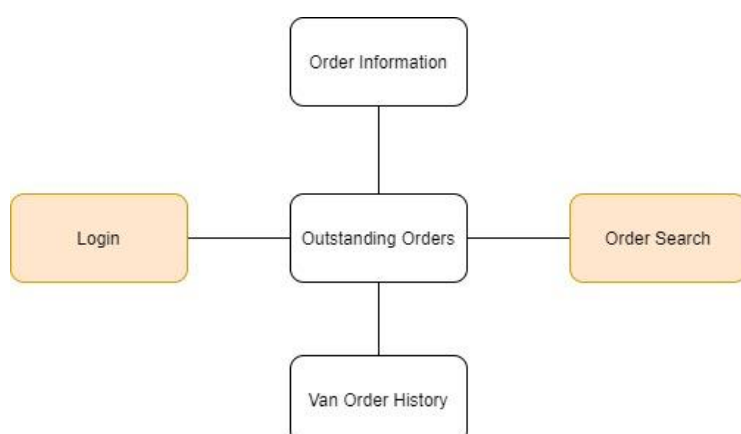 Order Information
Login
Outstanding Orders
Order Search
Van Order History